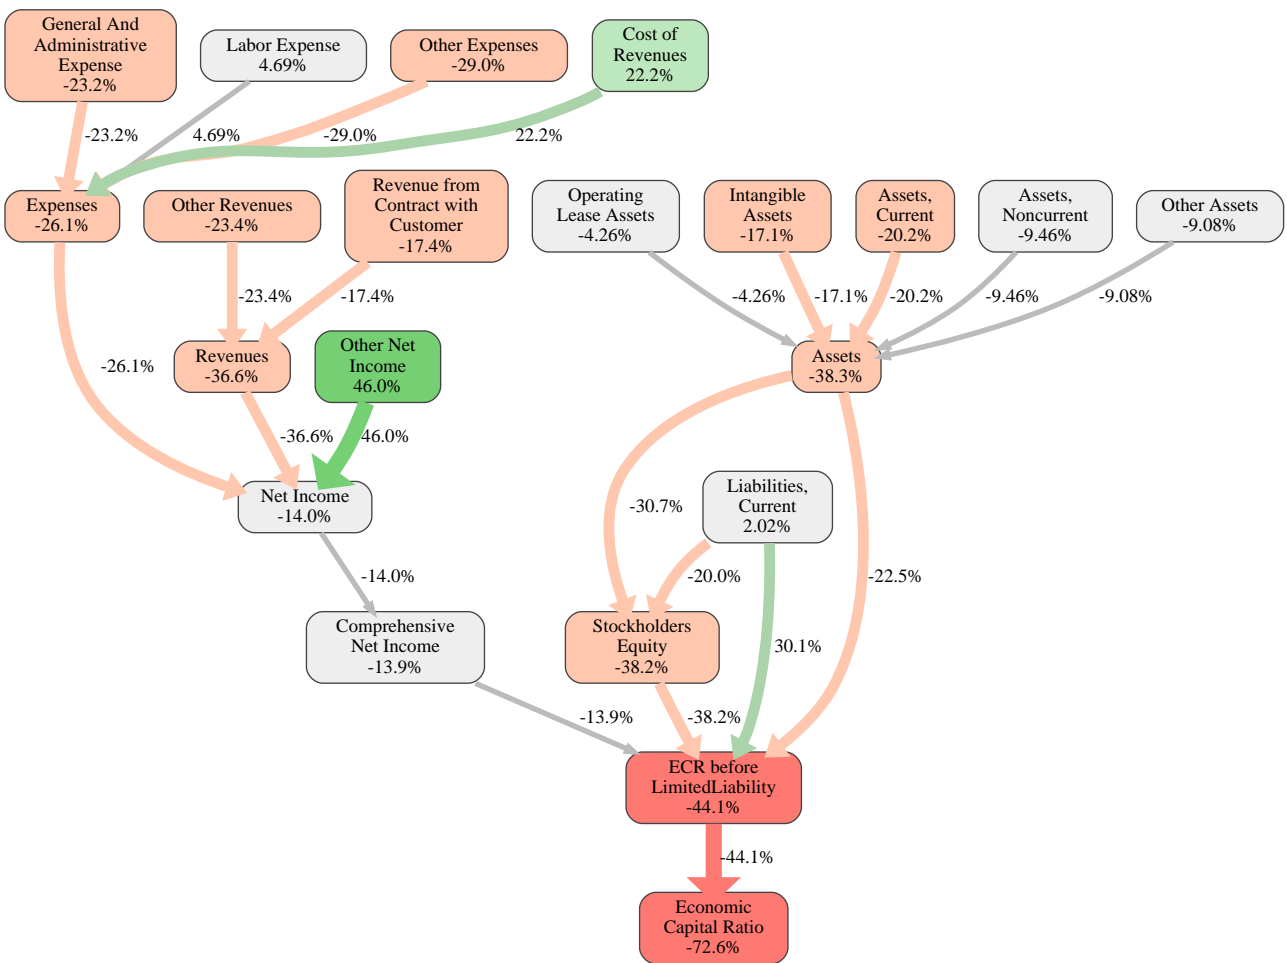 General And
Administrative
Expense
-23.2%
Labor Expense
4.69%
Other Expenses
-29.0%
Cost of
Revenues
22.2%
-23.2%
4.69%
-29.0%
22.2%
Expenses
-26.1%
Other Revenues
-23.4%
Revenue from
Contract with
Customer
-17.4%
Operating
Lease Assets
-4.26%
Intangible
Assets
-17.1%
Assets,
Current
-20.2%
Assets,
Noncurrent
-9.46%
Other Assets
-9.08%
-23.4%
-17.4%
-4.26%
-17.1%
-20.2%
-9.46%
-9.08%
-26.1%
Revenues
-36.6%
Other Net
Income
46.0%
Assets
-38.3%
-36.6%
46.0%
Net Income
-14.0%
Liabilities,
Current
2.02%
-30.7%
-14.0%
-20.0%
-22.5%
Comprehensive
Net Income
-13.9%
Stockholders
Equity
-38.2%
30.1%
-13.9%
-38.2%
ECR before
LimitedLiability
-44.1%
-44.1%
Economic
Capital Ratio
-72.6%